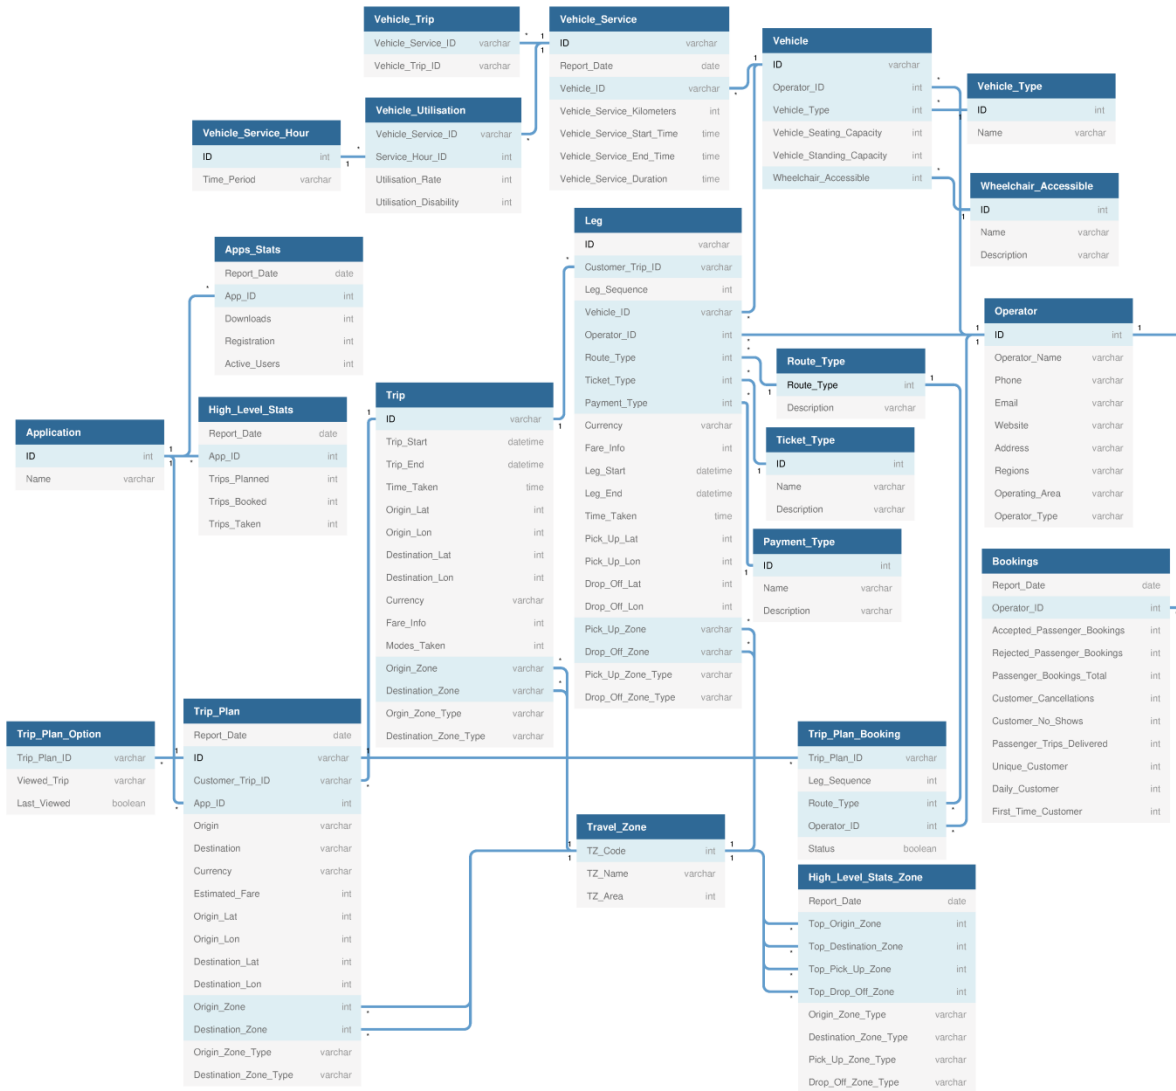 Vehicle_Trip
Vehicle_Service_ID varchar
Vehicle_Trip_ID varchar
Vehicle_Service
ID varchar
Report_Date date
Vehicle_ID varchar
Vehicle_Service_Kilometers int
Vehicle_Service_Start_Time time
Vehicle_Service_End_Time time
Vehicle_Service_Duration time
Vehicle
ID varchar
Operator_ID int
Vehicle_Type int
Vehicle_Seating_Capacity int
Vehicle_Standing_Capacity int
Wheelchair_Accessible int
Vehicle_Type
ID int
Name varchar
Vehicle_Utilisation
Vehicle_Service_ID varchar
Service_Hour_ID int
Utilisation_Rate int
Utilisation_Disability int
Vehicle_Service_Hour
ID int
Time_Period varchar
Wheelchair_Accessible
ID int
Name varchar
Description varchar
Leg
ID varchar
Customer_Trip_ID varchar
Leg_Sequence int
Vehicle_ID varchar
Operator_ID int
Route_Type int
Ticket_Type int
Payment_Type int
Currency varchar
Fare_Info int
Leg_Start datetime
Leg_End datetime
Time_Taken time
Pick_Up_Lat int
Pick_Up_Lon int
Drop_Off_Lat int
Drop_Off_Lon int
Pick_Up_Zone varchar
Drop_Off_Zone varchar
Pick_Up_Zone_Type varchar
Drop_Off_Zone_Type varchar
Apps_Stats
Report_Date date
App_ID int
Downloads int
Registration int
Active_Users int
Operator
ID int
Operator_Name varchar
Phone varchar
Email varchar
Website varchar
Address varchar
Regions varchar
Operating_Area varchar
Operator_Type varchar
Route_Type
Route_Type int
Description varchar
Trip
ID varchar
Trip_Start datetime
Trip_End datetime
Time_Taken time
Origin_Lat int
Origin_Lon int
Destination_Lat int
Destination_Lon int
Currency varchar
Fare_Info int
Modes_Taken int
Origin_Zone varchar
Destination_Zone varchar
Orgin_Zone_Type varchar
Destination_Zone_Type varchar
High_Level_Stats
Report_Date date
App_ID int
Trips_Planned int
Trips_Booked int
Trips_Taken int
Application
ID int
Name varchar
Ticket_Type
ID int
Name varchar
Description varchar
Payment_Type
ID int
Name varchar
Description varchar
Bookings
Report_Date date
Operator_ID int
Accepted_Passenger_Bookings int
Rejected_Passenger_Bookings int
Passenger_Bookings_Total int
Customer_Cancellations int
Customer_No_Shows int
Passenger_Trips_Delivered int
Unique_Customer int
Daily_Customer int
First_Time_Customer int
Trip_Plan
Report_Date date
ID varchar
Customer_Trip_ID varchar
App_ID int
Origin varchar
Destination varchar
Currency varchar
Estimated_Fare int
Origin_Lat int
Origin_Lon int
Destination_Lat int
Destination_Lon int
Origin_Zone int
Destination_Zone int
Origin_Zone_Type varchar
Destination_Zone_Type varchar
Trip_Plan_Option
Trip_Plan_ID varchar
Viewed_Trip varchar
Last_Viewed boolean
Trip_Plan_Booking
Trip_Plan_ID varchar
Leg_Sequence int
Route_Type int
Operator_ID int
Status boolean
Travel_Zone
TZ_Code int
TZ_Name varchar
TZ_Area int
High_Level_Stats_Zone
Report_Date date
Top_Origin_Zone int
Top_Destination_Zone int
Top_Pick_Up_Zone int
Top_Drop_Off_Zone int
Origin_Zone_Type varchar
Destination_Zone_Type varchar
Pick_Up_Zone_Type varchar
Drop_Off_Zone_Type varchar